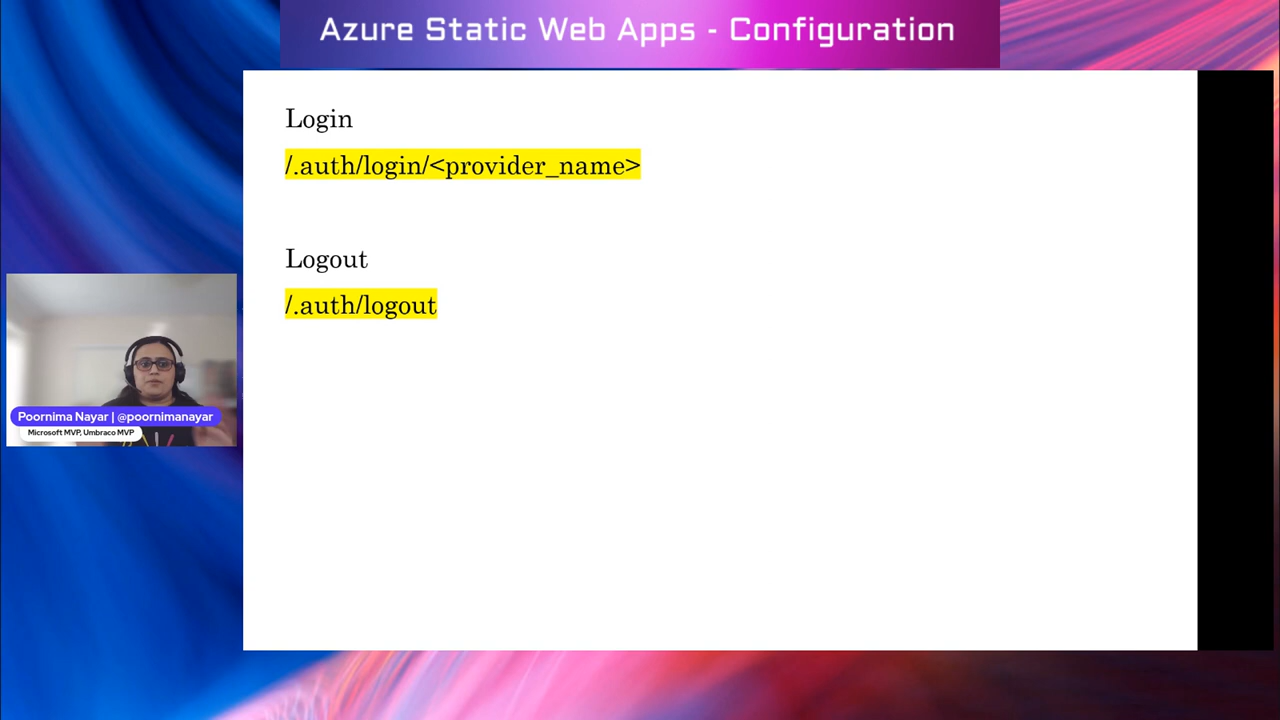 Azure Static Web Apps - Configuration
Login
/.auth/login/<provider_name>
Logout
/.auth/logout
Poornima Nayar | @poornimanayar
Microsoft MVP, Umbraco MVP